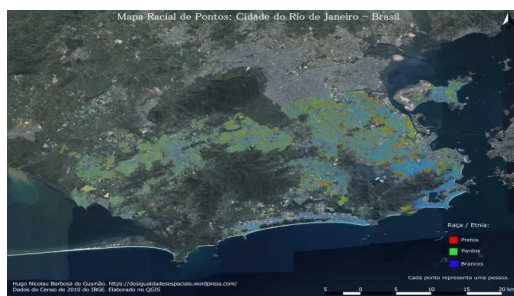 Mapa Racial de Pontos: Cidade do Rio de Janeiro – Brasil
Raça / Etnia:
Pretos
Pardos
Brancos
Cada ponto representa uma pessoa.
Hugo Nicolau Barbosa de Gusmão. https://desigualdadesespaciais.wordpress.com/
Dados do Censo de 2010 do IBGE. Elaborado no QGIS
5 0 5 10 15 20 km